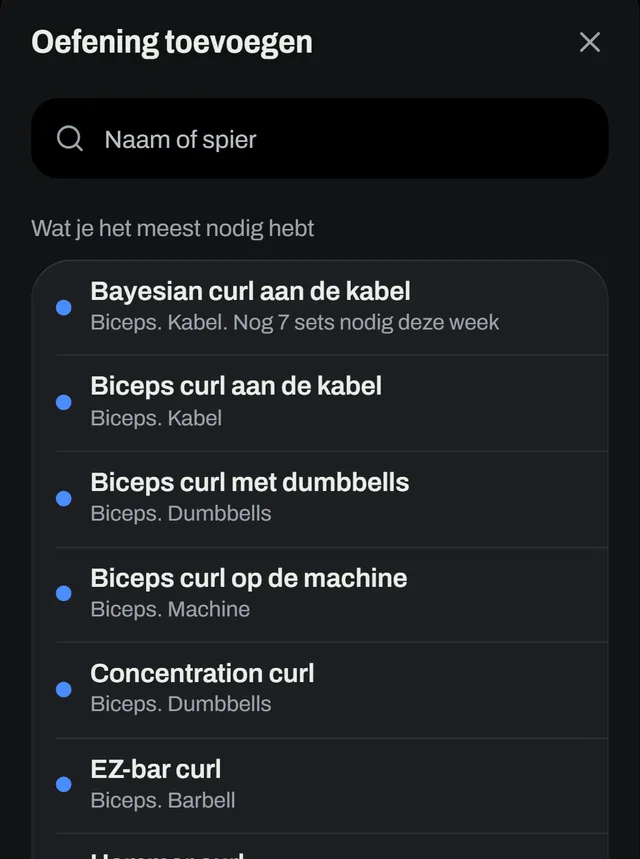 Oefening toevoegen
Naam of spier
Wat je het meest nodig hebt
Bayesian curl aan de kabel
Biceps. Kabel. Nog 7 sets nodig deze week
Biceps curl aan de kabel
Biceps. Kabel
Biceps curl met dumbbells
Biceps. Dumbbells
Biceps curl op de machine
Biceps. Machine
Concentration curl
Biceps. Dumbbells
EZ-bar curl
Biceps. Barbell